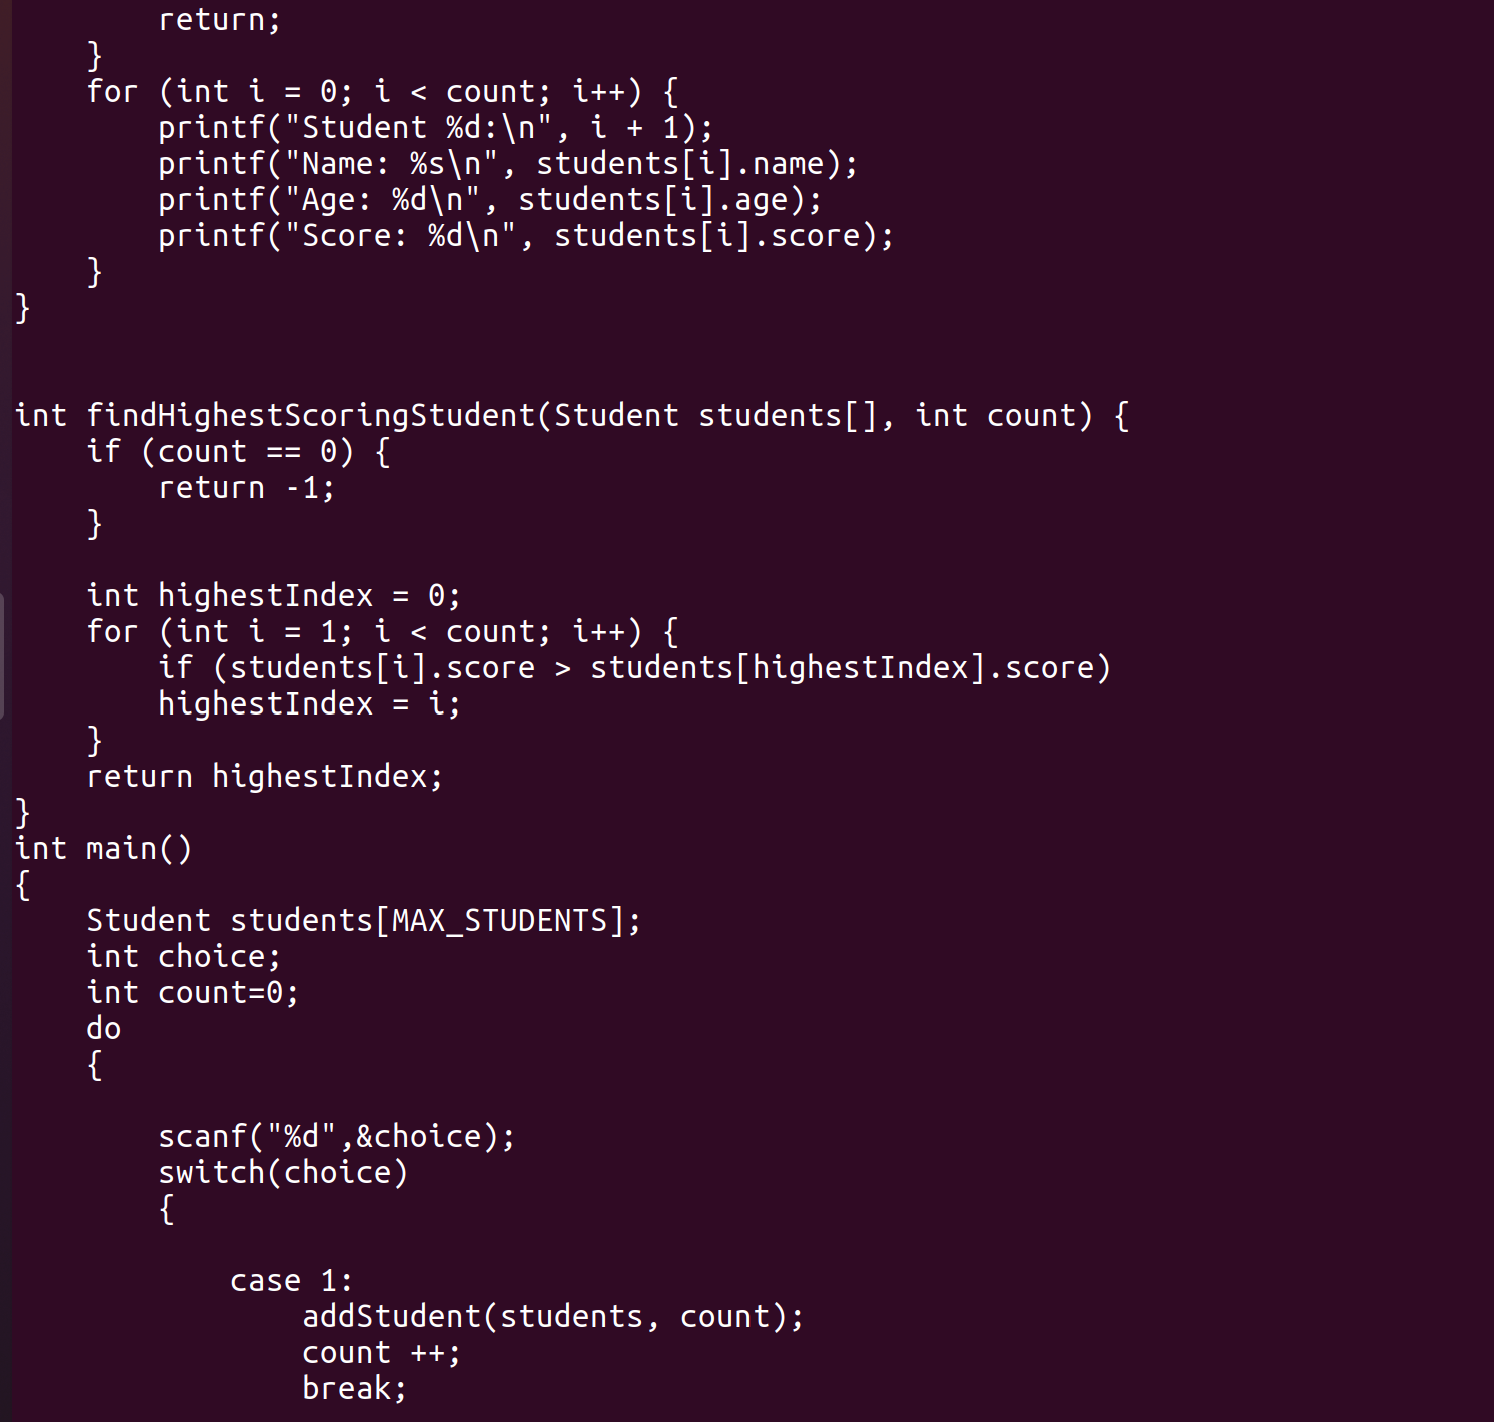 return;
    }
    for (int i = 0; i < count; i++) {
        printf("Student %d:\n", i + 1);
        printf("Name: %s\n", students[i].name);
        printf("Age: %d\n", students[i].age);
        printf("Score: %d\n", students[i].score);
    }
}


int findHighestScoringStudent(Student students[], int count) {
    if (count == 0) {
        return -1;
    }

    int highestIndex = 0;
    for (int i = 1; i < count; i++) {
        if (students[i].score > students[highestIndex].score)
        highestIndex = i;
    }
    return highestIndex;
}
int main()
{
    Student students[MAX_STUDENTS];
    int choice;
    int count=0;
    do
    {

        scanf("%d",&choice);
        switch(choice)
        {

            case 1:
                addStudent(students, count);
                count ++;
                break;